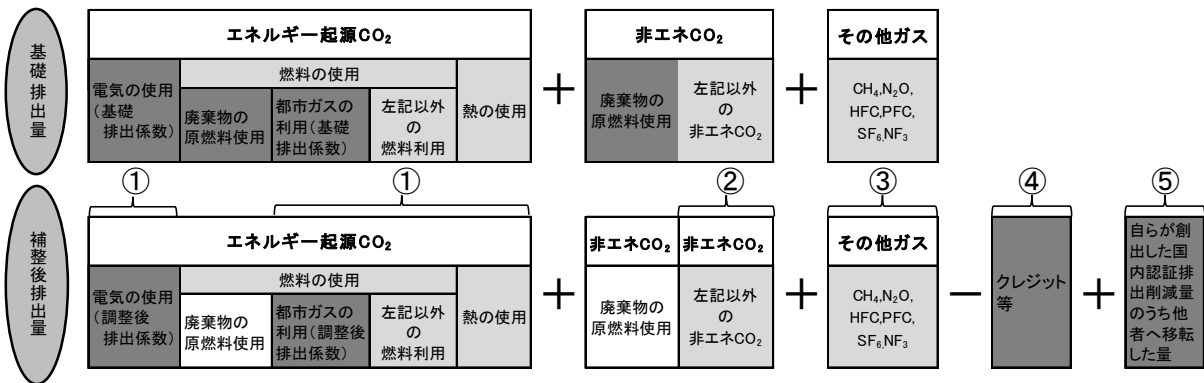 基礎排出量
エネルギー起源CO₂
電気の使用
(基礎
排出係数)
燃料の使用
廃棄物の
原燃料使用
都市ガスの
利用(基礎
排出係数)
左記以外
の
燃料利用
熱の使用
＋
非エネCO₂
廃棄物の
原燃料使用
左記以外
の
非エネCO₂
＋
その他ガス
CH₄,N₂O,
HFC,PFC,
SF₆,NF₃
補整後排出量
①
①
エネルギー起源CO₂
電気の使用
(調整後
排出係数)
燃料の使用
廃棄物の
原燃料使用
都市ガスの
利用(調整後
排出係数)
左記以外
の
燃料利用
熱の使用
＋
②
非エネCO₂
非エネCO₂
廃棄物の
原燃料使用
左記以外
の
非エネCO₂
＋
③
その他ガス
CH₄,N₂O,
HFC,PFC,
SF₆,NF₃
－
④
クレジット
等
＋
⑤
自らが創
出した国
内認証排
出削減量
のうち他
者へ移転
した量